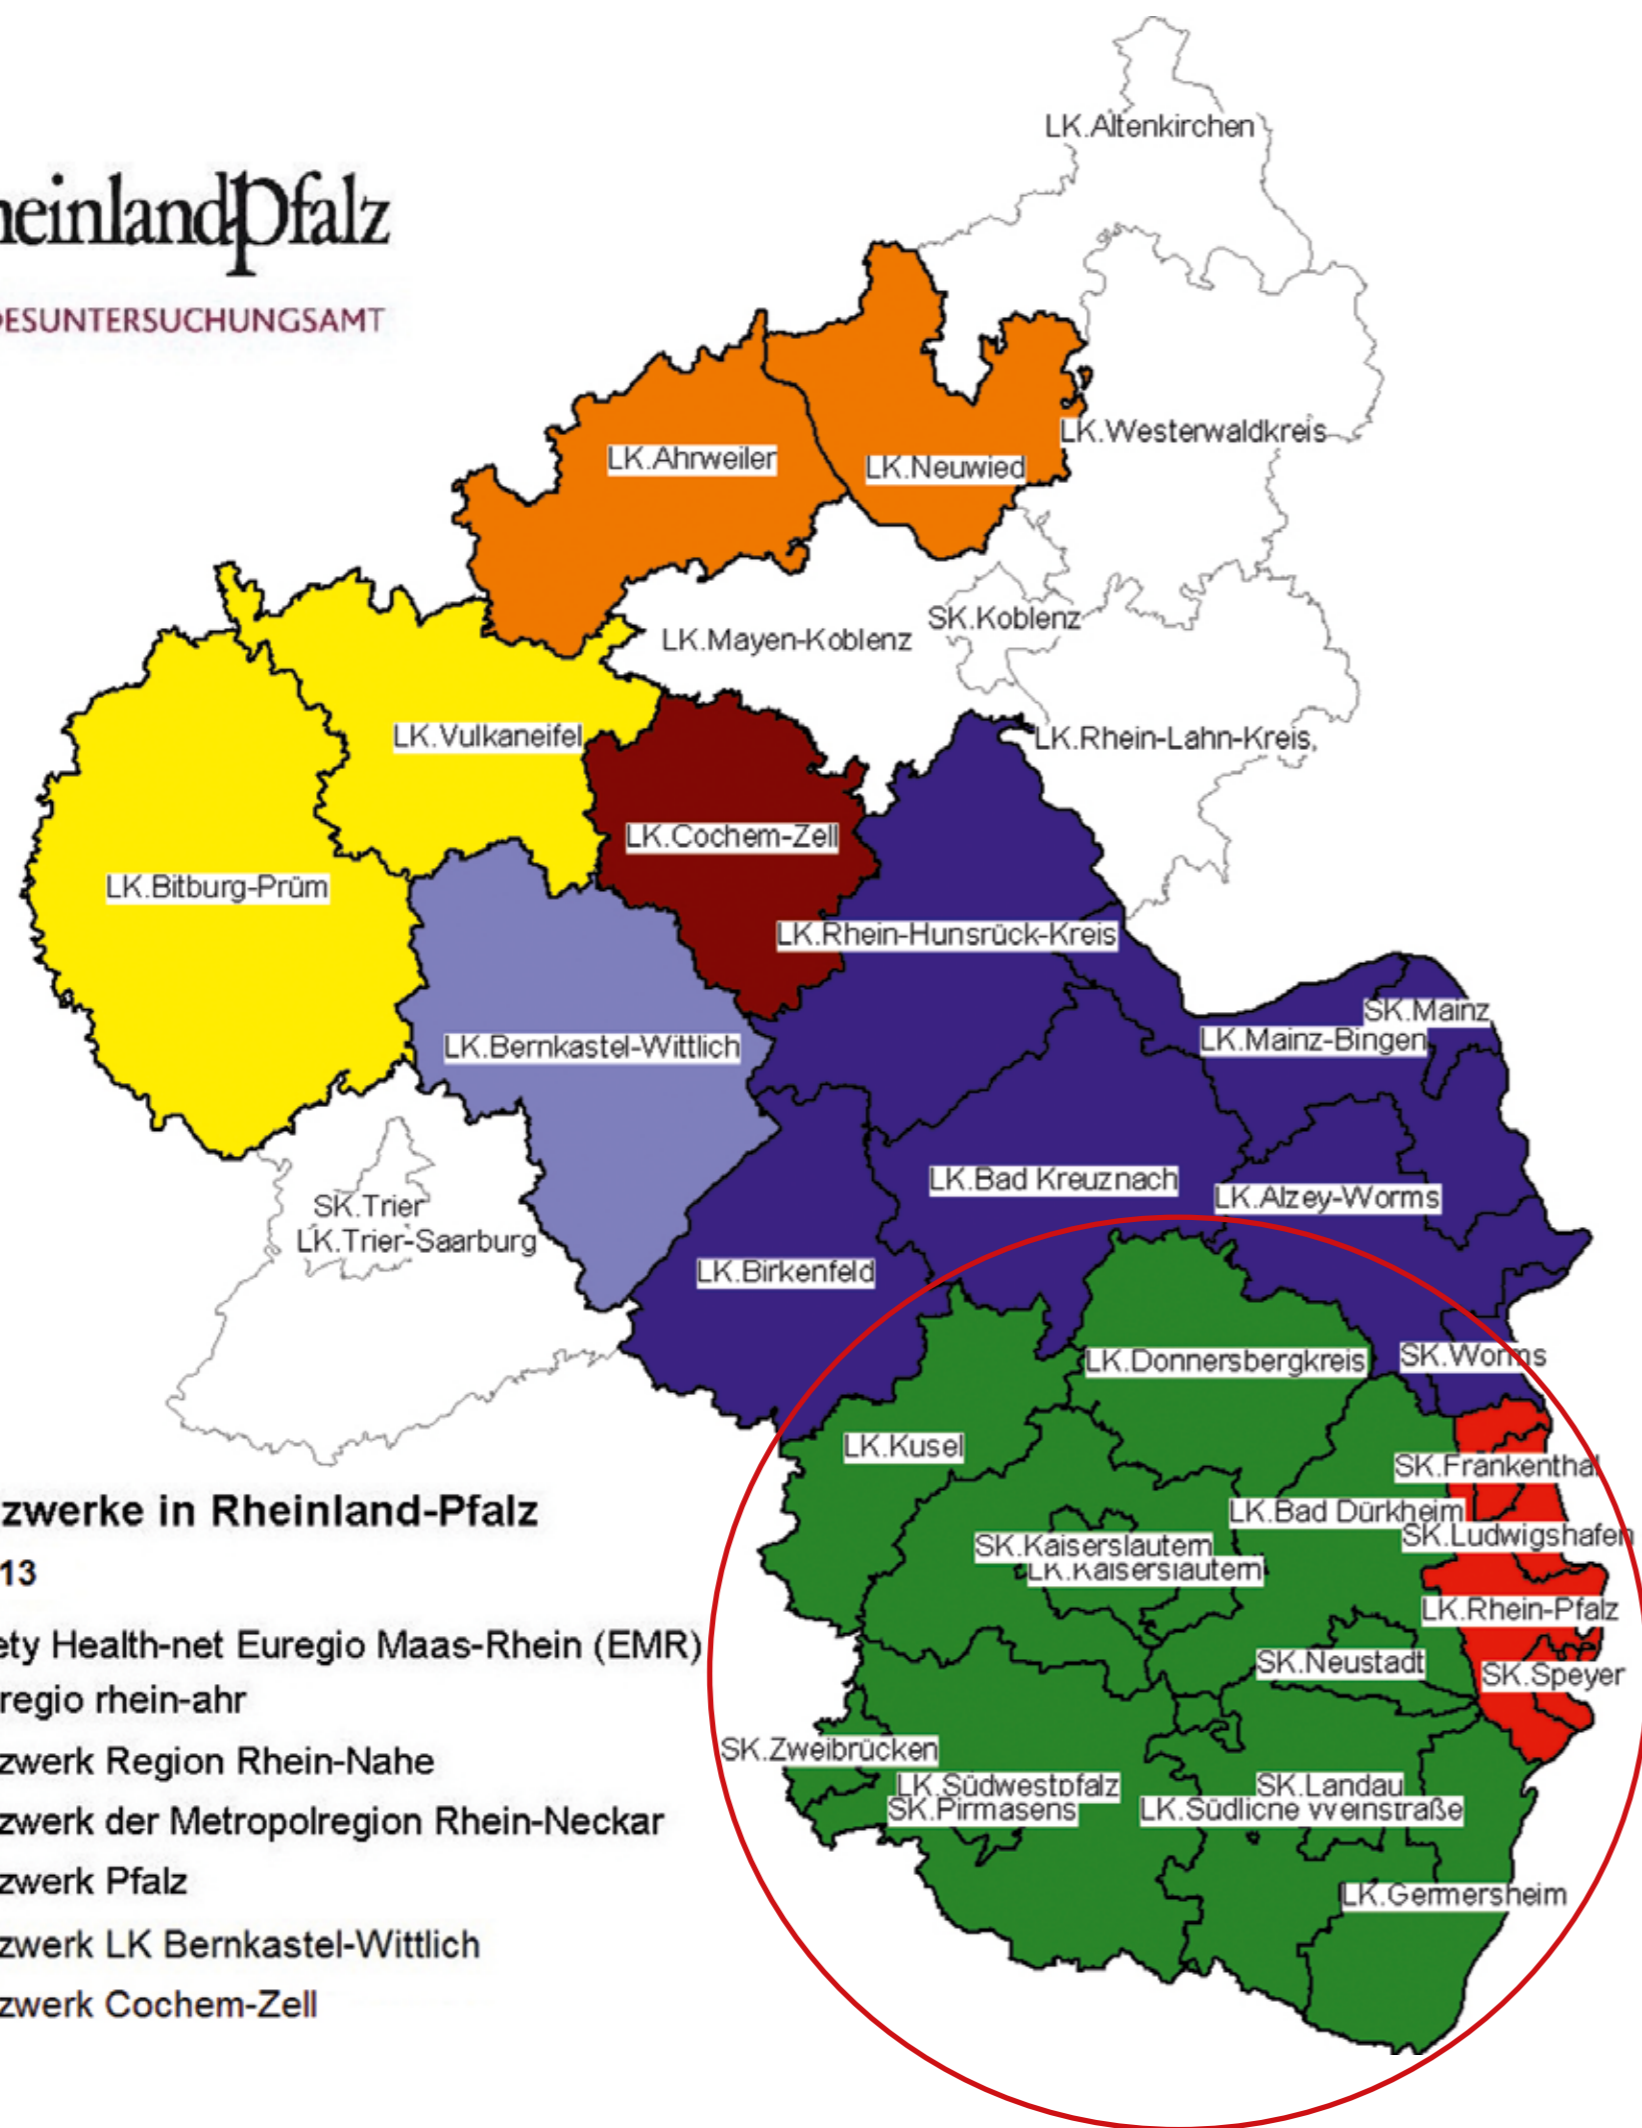 heinlandpfalz
DESUNTERSUCHUNGSAMT
LK.Altenkirchen
LK.Westerwaldkreis
LK.Ahrweiler
LK.Neuwied
SK.Koblenz
LK.Mayen-Koblenz
LK.Vulkaneifel
LK.Rhein-Lahn-Kreis
LK.Cochem-Zell
LK.Bitburg-Prüm
LK.Rhein-Hunsrück-Kreis
SK.Mainz
LK.Mainz-Bingen
LK.Bernkastel-Wittlich
LK.Bad Kreuznach
LK.Alzey-Worms
SK.Trier
LK.Trier-Saarburg
LK.Birkenfeld
LK.Donnersbergkreis
SK.Worms
LK.Kusel
SK.Frankenthal
LK.Bad Dürkheim
SK.Ludwigshafen
SK.Kaiserslautern
LK.Kaiserslautern
LK.Rhein-Pfalz
SK.Neustadt
SK.Speyer
SK.Zweibrücken
LK.Südwestpfalz
SK.Pirmasens
SK.Landau
LK.Südliche Weinstraße
LK.Germersheim
zwerke in Rheinland-Pfalz
13
ety Health-net Euregio Maas-Rhein (EMR)
regio rhein-ahr
zwerk Region Rhein-Nahe
zwerk der Metropolregion Rhein-Neckar
zwerk Pfalz
zwerk LK Bernkastel-Wittlich
zwerk Cochem-Zell